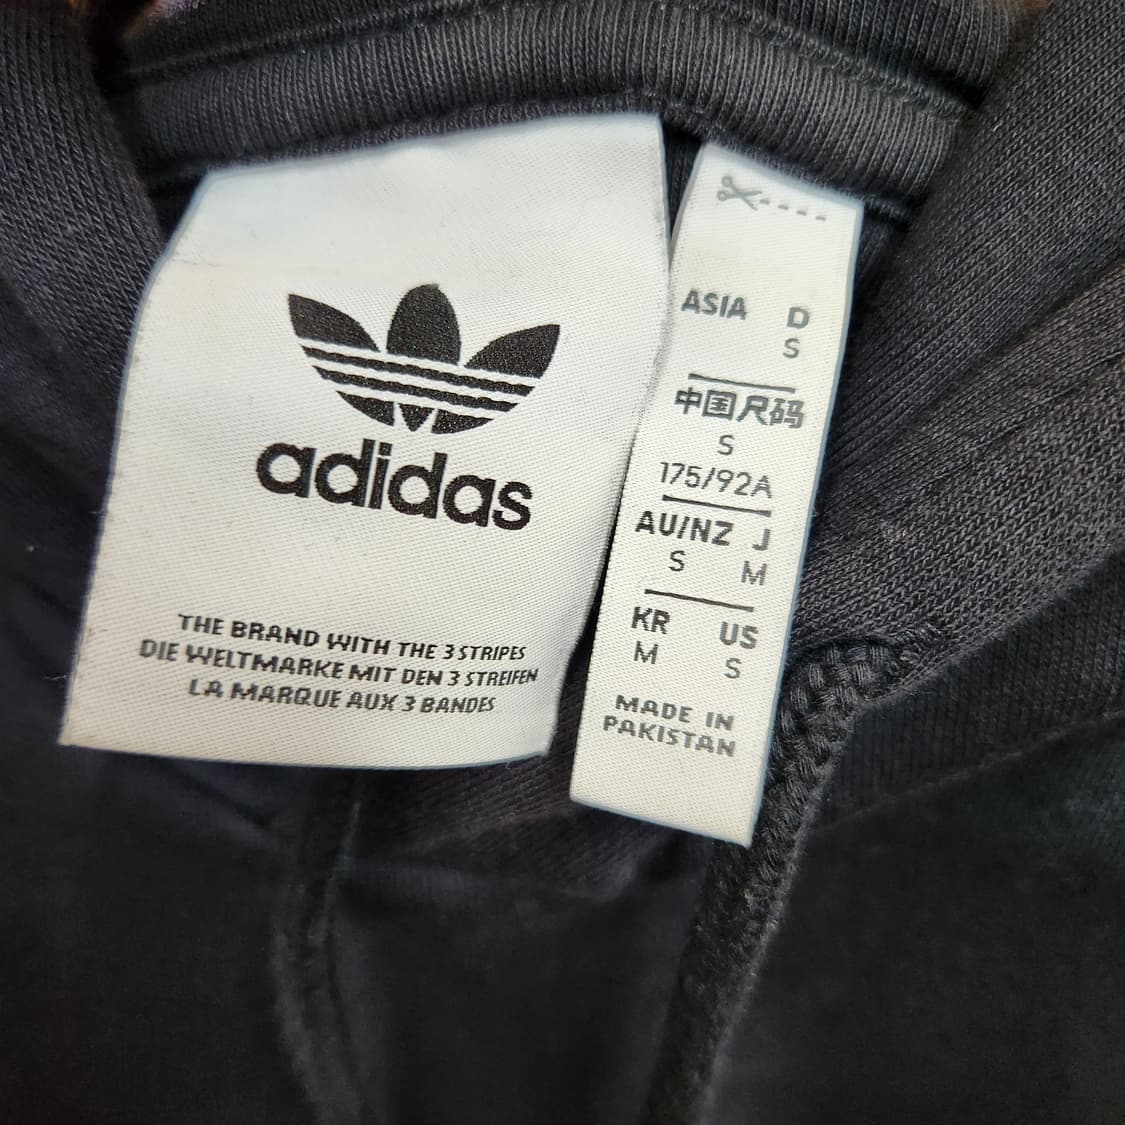 adidas
THE BRAND WITH THE 3 STRIPES
DIE WELTMARKE MIT DEN 3 STREIFEN
LA MARQUE AUX 3 BANDES
ASIA D
S
中国尺码
S
175/92A
AU/NZ J
S M
KR US
M S
MADE IN
PAKISTAN